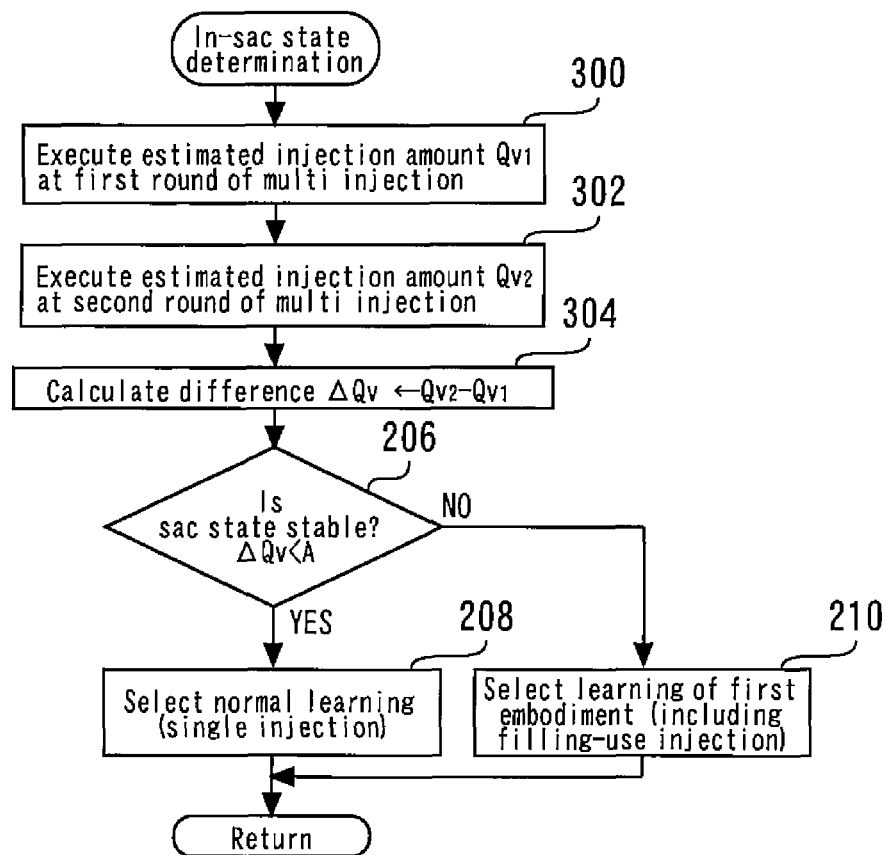 In-sac state
determination
300
Execute estimated injection amount Qv1
at first round of multi injection
302
Execute estimated injection amount Qv2
at second round of multi injection
304
Calculate difference ΔQv ←Qv2-Qv1
206
Is
sac state stable?
ΔQv<A
NO
YES
208
Select normal learning
(single injection)
210
Select learning of first
embodiment (including
filling-use injection)
Return